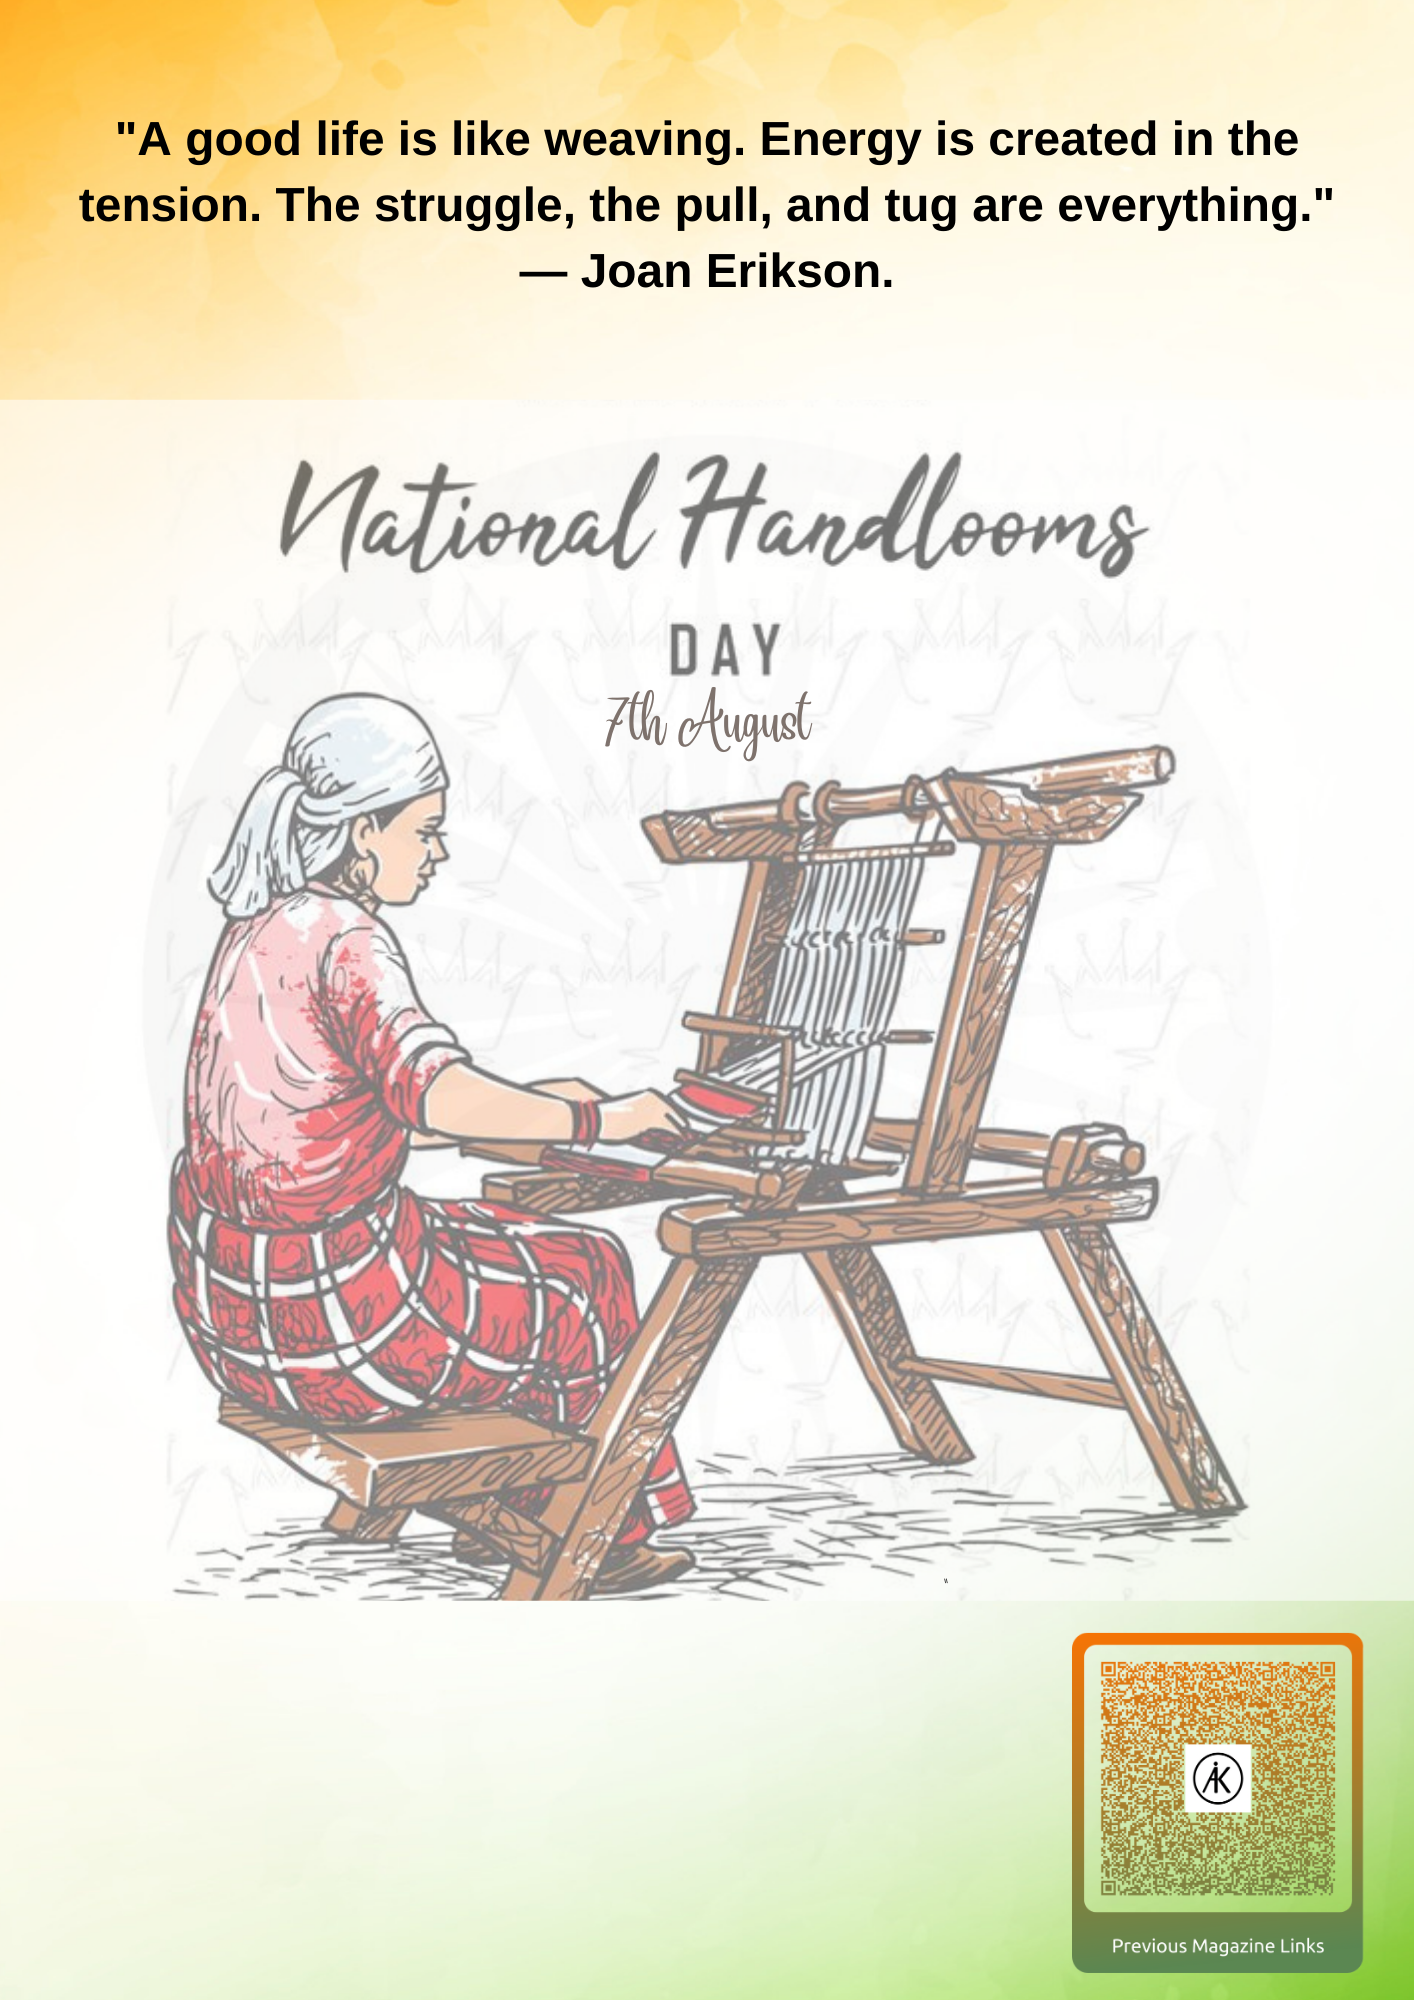 "A good life is like weaving. Energy is created in the
tension. The struggle, the pull, and tug are everything."
— Joan Erikson.
National Handlooms
DAY
7th August
iK
Previous Magazine Links